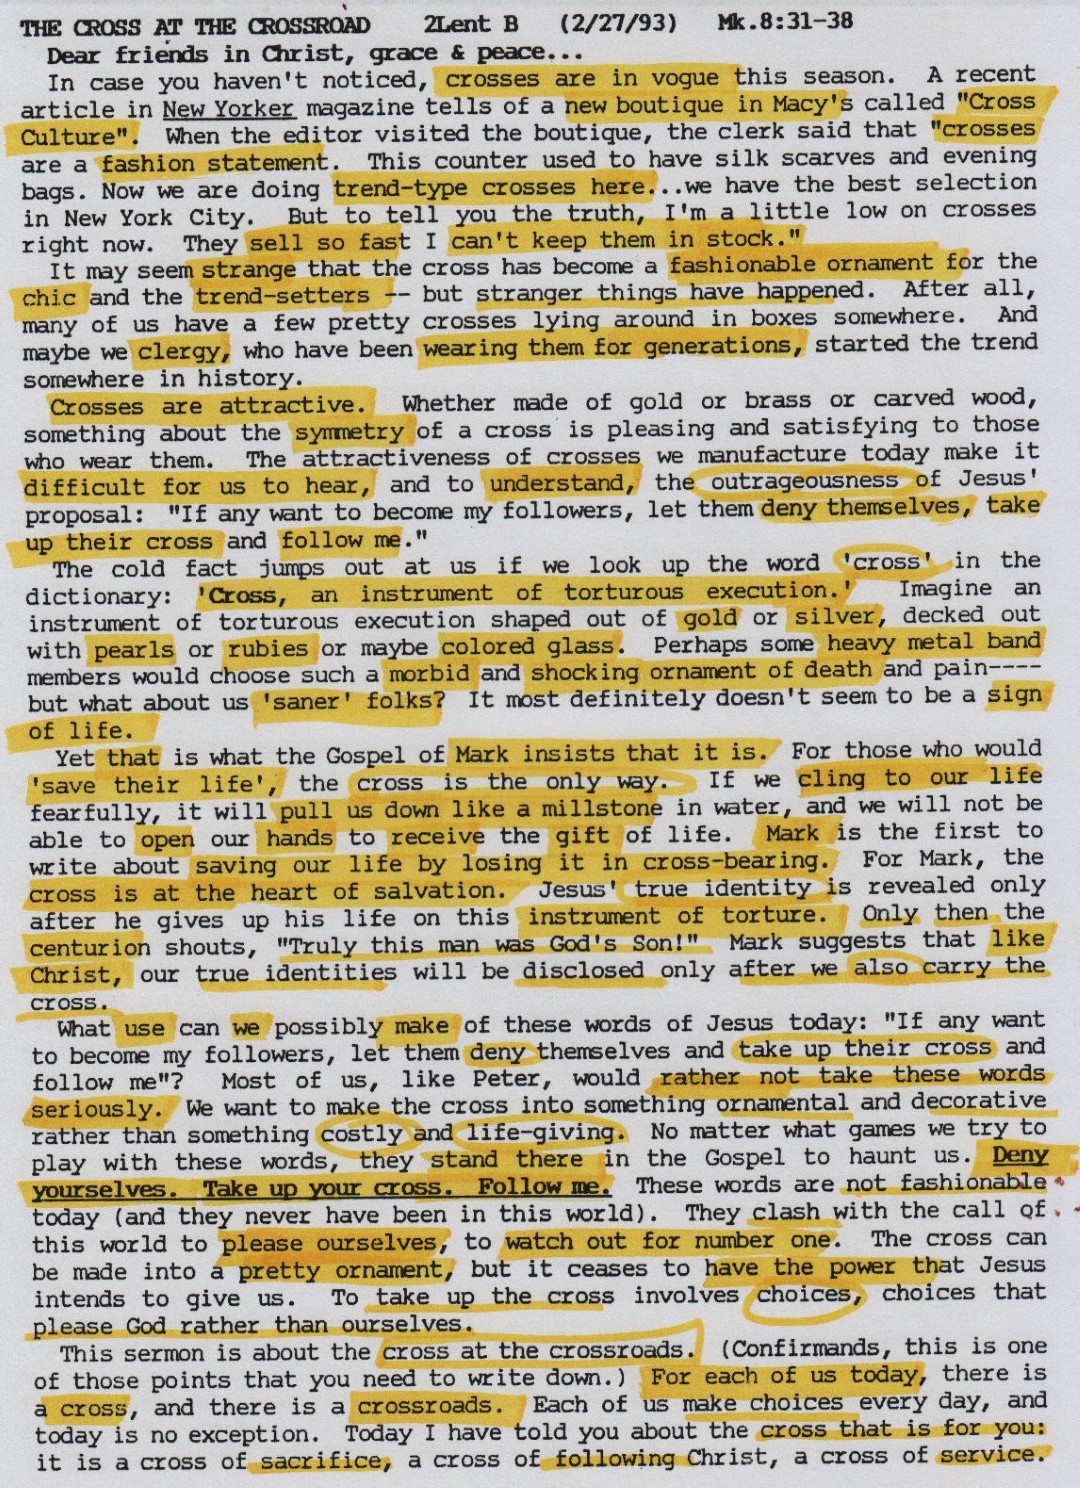 THE CROSS AT THE CROSSROAD 2Lent B (2/27/93) Mk.8:31-38
Dear friends in Christ, grace & peace...
In case you haven't noticed, crosses are in vogue this season. A recent
article in New Yorker magazine tells of a new boutique in Macy's called "Cross
Culture". When the editor visited the boutique, the clerk said that "crosses
are a fashion statement. This counter used to have silk scarves and evening
bags. Now we are doing trend-type crosses here...we have the best selection
in New York City. But to tell you the truth, I'm a little low on crosses
right now. They sell so fast I can't keep them in stock."
It may seem strange that the cross has become a fashionable ornament for the
chic and the trend-setters -- but stranger things have happened. After all,
many of us have a few pretty crosses lying around in boxes somewhere. And
maybe we clergy, who have been wearing them for generations, started the trend
somewhere in history.
Crosses are attractive. Whether made of gold or brass or carved wood,
something about the symmetry of a cross is pleasing and satisfying to those
who wear them. The attractiveness of crosses we manufacture today make it
difficult for us to hear, and to understand, the outrageousness of Jesus'
proposal: "If any want to become my followers, let them deny themselves, take
up their cross and follow me."
The cold fact jumps out at us if we look up the word 'cross' in the
dictionary: 'Cross, an instrument of torturous execution.' Imagine an
instrument of torturous execution shaped out of gold or silver, decked out
with pearls or rubies or maybe colored glass. Perhaps some heavy metal band
members would choose such a morbid and shocking ornament of death and pain----
but what about us 'saner' folks? It most definitely doesn't seem to be a sign
of life.
Yet that is what the Gospel of Mark insists that it is. For those who would
'save their life', the cross is the only way. If we cling to our life
fearfully, it will pull us down like a millstone in water, and we will not be
able to open our hands to receive the gift of life. Mark is the first to
write about saving our life by losing it in cross-bearing. For Mark, the
cross is at the heart of salvation. Jesus' true identity is revealed only
after he gives up his life on this instrument of torture. Only then the
centurion shouts, "Truly this man was God's Son!" Mark suggests that like
Christ, our true identities will be disclosed only after we also carry the
cross.
What use can we possibly make of these words of Jesus today: "If any want
to become my followers, let them deny themselves and take up their cross and
follow me"? Most of us, like Peter, would rather not take these words
seriously. We want to make the cross into something ornamental and decorative
rather than something costly and life-giving. No matter what games we try to
play with these words, they stand there in the Gospel to haunt us. Deny
yourselves. Take up your cross. Follow me. These words are not fashionable
today (and they never have been in this world). They clash with the call of
this world to please ourselves, to watch out for number one. The cross can
be made into a pretty ornament, but it ceases to have the power that Jesus
intends to give us. To take up the cross involves choices, choices that
please God rather than ourselves.
This sermon is about the cross at the crossroads. (Confirmands, this is one
of those points that you need to write down.) For each of us today, there is
a cross, and there is a crossroads. Each of us make choices every day, and
today is no exception. Today I have told you about the cross that is for you:
it is a cross of sacrifice, a cross of following Christ, a cross of service.